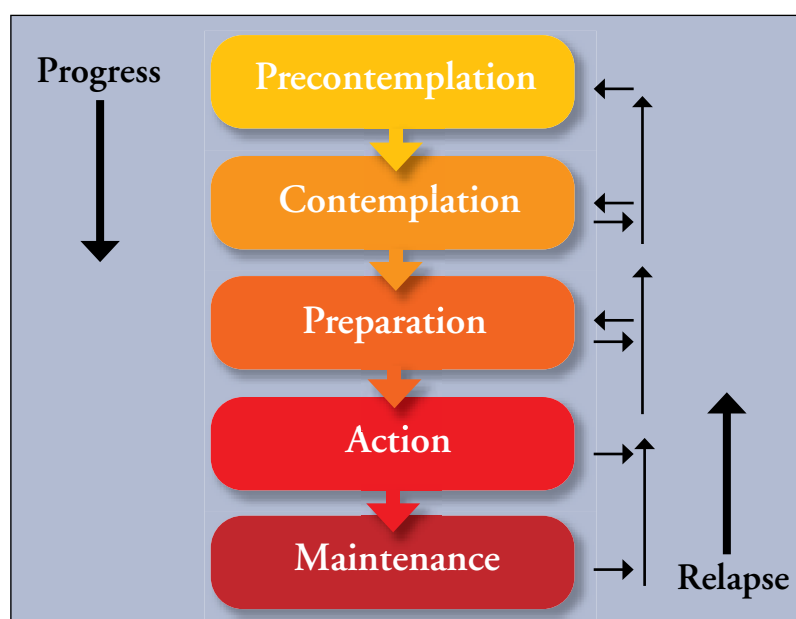 Progress
Precontemplation
Contemplation
Preparation
Action
Maintenance
Relapse